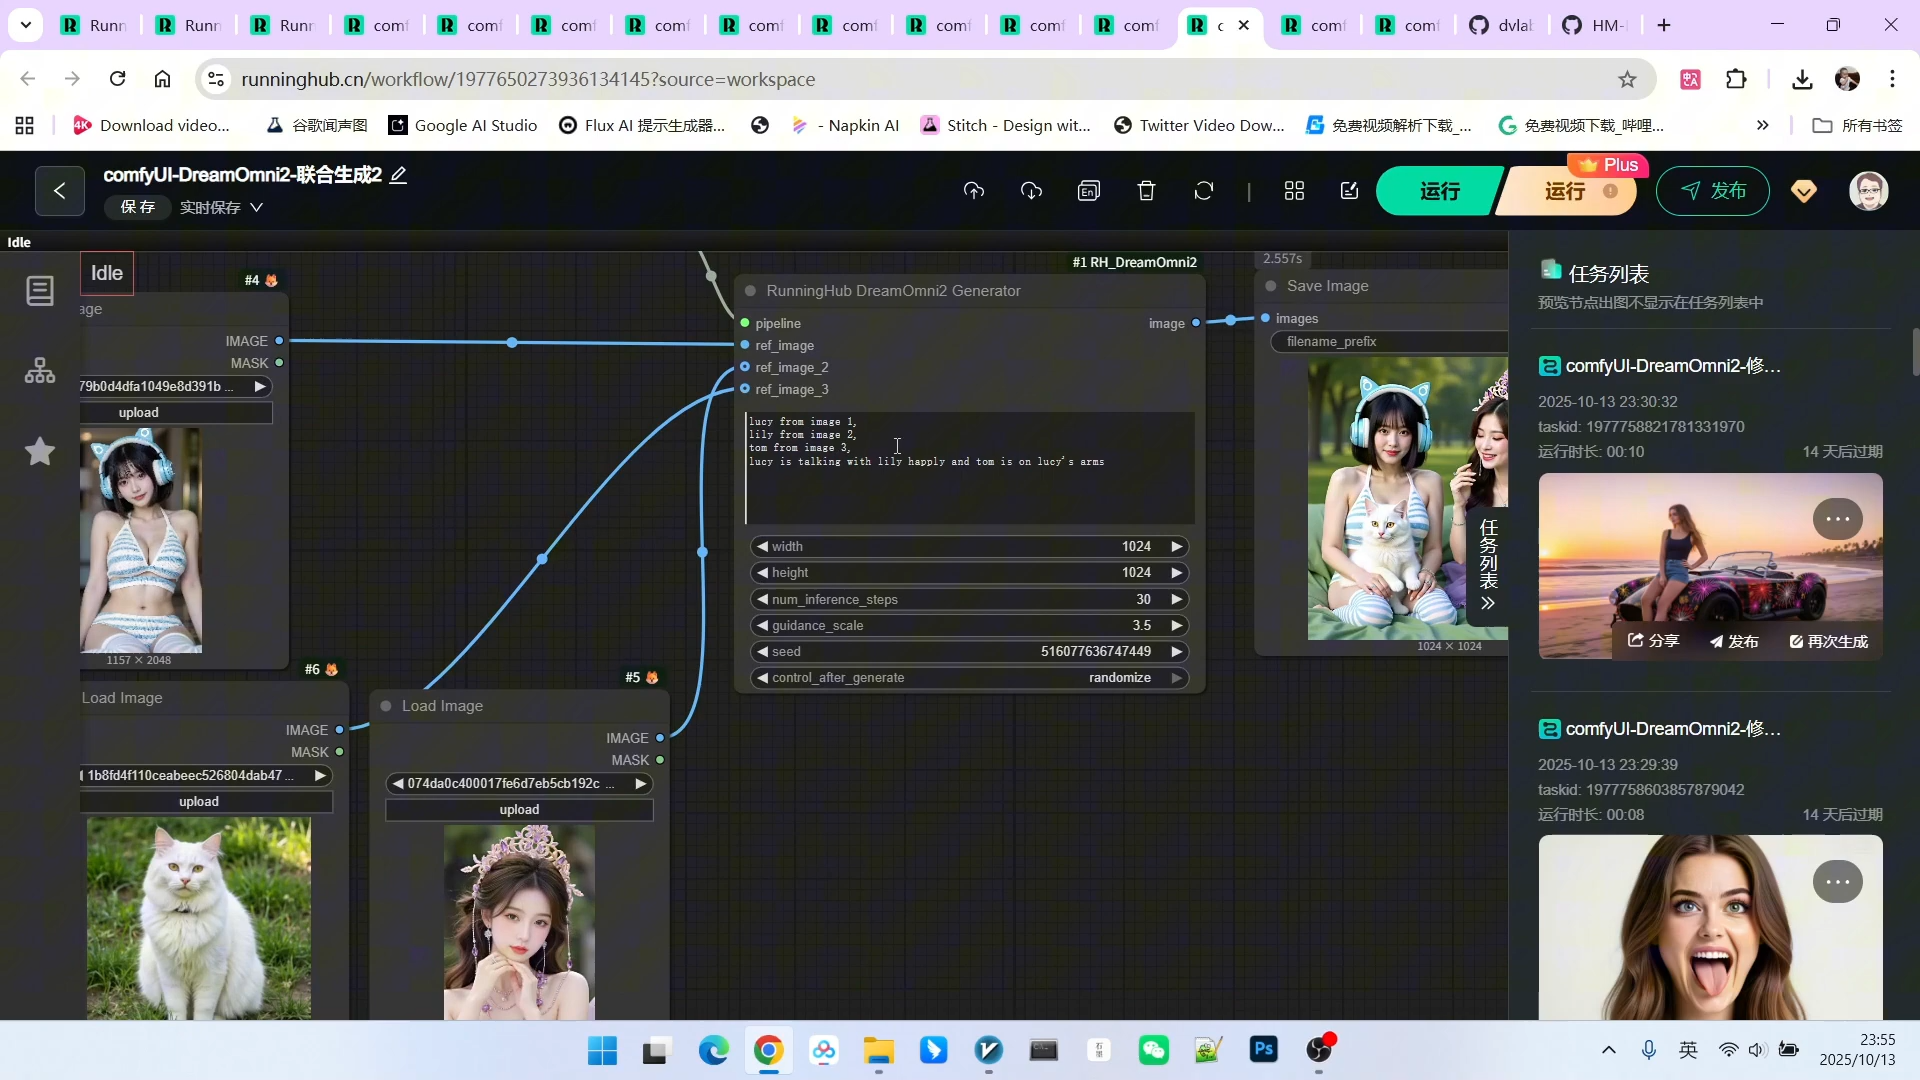 Runn
Runn
Runn
comf
comf
comf
comf
comf
comf
comf
comf
comf
c
comf
comf
dvlab
HM-
runninghub.cn/workflow/1977650273936134145?source=workspace
Download video...
谷歌闻声图
Google AI Studio
Flux AI 提示生成器...
- Napkin AI
Stitch - Design wit...
Twitter Video Dow...
免费视频解析下载_...
免费视频下载_哔哩...
所有书签
comfyUI-DreamOmni2-联合生成2
保存
实时保存
En
运行
运行
Plus
发布
Idle
Idle
#4
age
IMAGE
MASK
79b0d4dfa1049e8d391b ...
upload
1157 × 2048
#6
Load Image
IMAGE
MASK
1b8fd4f110ceabeec526804dab47 ...
upload
#5
Load Image
IMAGE
MASK
074da0c400017fe6d7eb5cb192c ...
upload
#1 RH_DreamOmni2
RunningHub DreamOmni2 Generator
pipeline
image
ref_image
ref_image_2
ref_image_3
lucy from image 1,
lily from image 2,
tom from image 3,
lucy is talking with lily happily and tom is on lucy's arms
width 1024
height 1024
num_inference_steps 30
guidance_scale 3.5
seed 516077636747449
control_after_generate randomize
2.557s
Save Image
images
filename_prefix
1024 × 1024
任务列表
任务列表
预览节点出图不显示在任务列表中
comfyUI-DreamOmni2-修...
2025-10-13 23:30:32
taskid: 1977758821781331970
运行时长: 00:10
14 天后过期
分享
发布
再次生成
comfyUI-DreamOmni2-修...
2025-10-13 23:29:39
taskid: 1977758603857879042
运行时长: 00:08
14 天后过期
Ps
英
23:55
2025/10/13